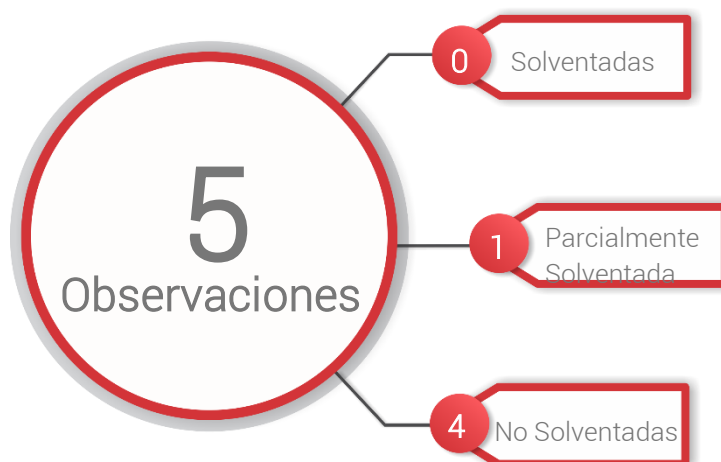 5
Observaciones
0
Solventadas
1
Parcialmente
Solventada
4
No Solventadas